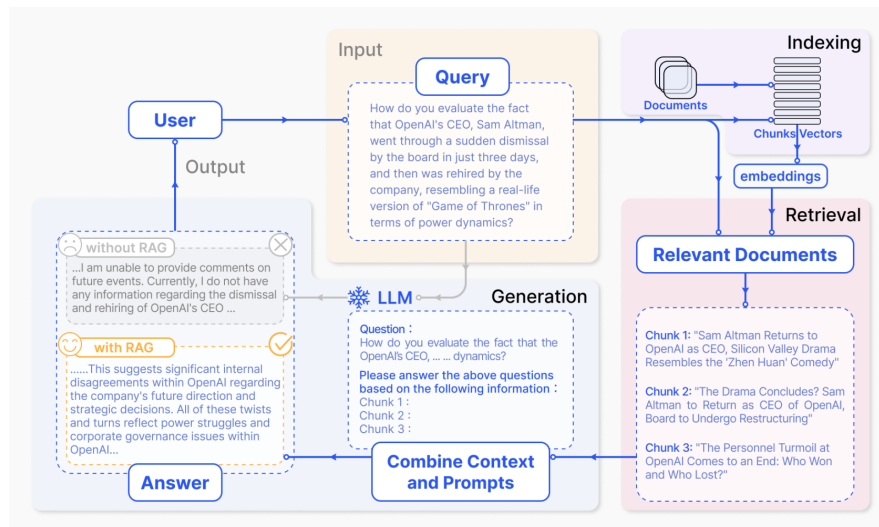 Input
Indexing
Query
Documents
Chunks Vectors
User
How do you evaluate the fact
that OpenAI's CEO, Sam Altman,
went through a sudden dismissal
by the board in just three days,
and then was rehired by the
company, resembling a real-life
version of "Game of Thrones" in
terms of power dynamics?
embeddings
Output
Retrieval
Relevant Documents
without RAG
...I am unable to provide comments on
future events. Currently, I do not have
any information regarding the dismissal
and rehiring of OpenAI's CEO ...
LLM
Generation
with RAG
......This suggests significant internal
disagreements within OpenAI regarding
the company's future direction and
strategic decisions. All of these twists
and turns reflect power struggles and
corporate governance issues within
OpenAI...
Answer
Question :
How do you evaluate the fact that the
OpenAI's CEO, ... ... dynamics?
Please answer the above questions
based on the following information :
Chunk 1 :
Chunk 2 :
Chunk 3 :
Combine Context
and Prompts
Chunk 1: "Sam Altman Returns to
OpenAI as CEO, Silicon Valley Drama
Resembles the 'Zhen Huan' Comedy"
Chunk 2: "The Drama Concludes? Sam
Altman to Return as CEO of OpenAI,
Board to Undergo Restructuring"
Chunk 3: "The Personnel Turmoil at
OpenAI Comes to an End: Who Won
and Who Lost?"